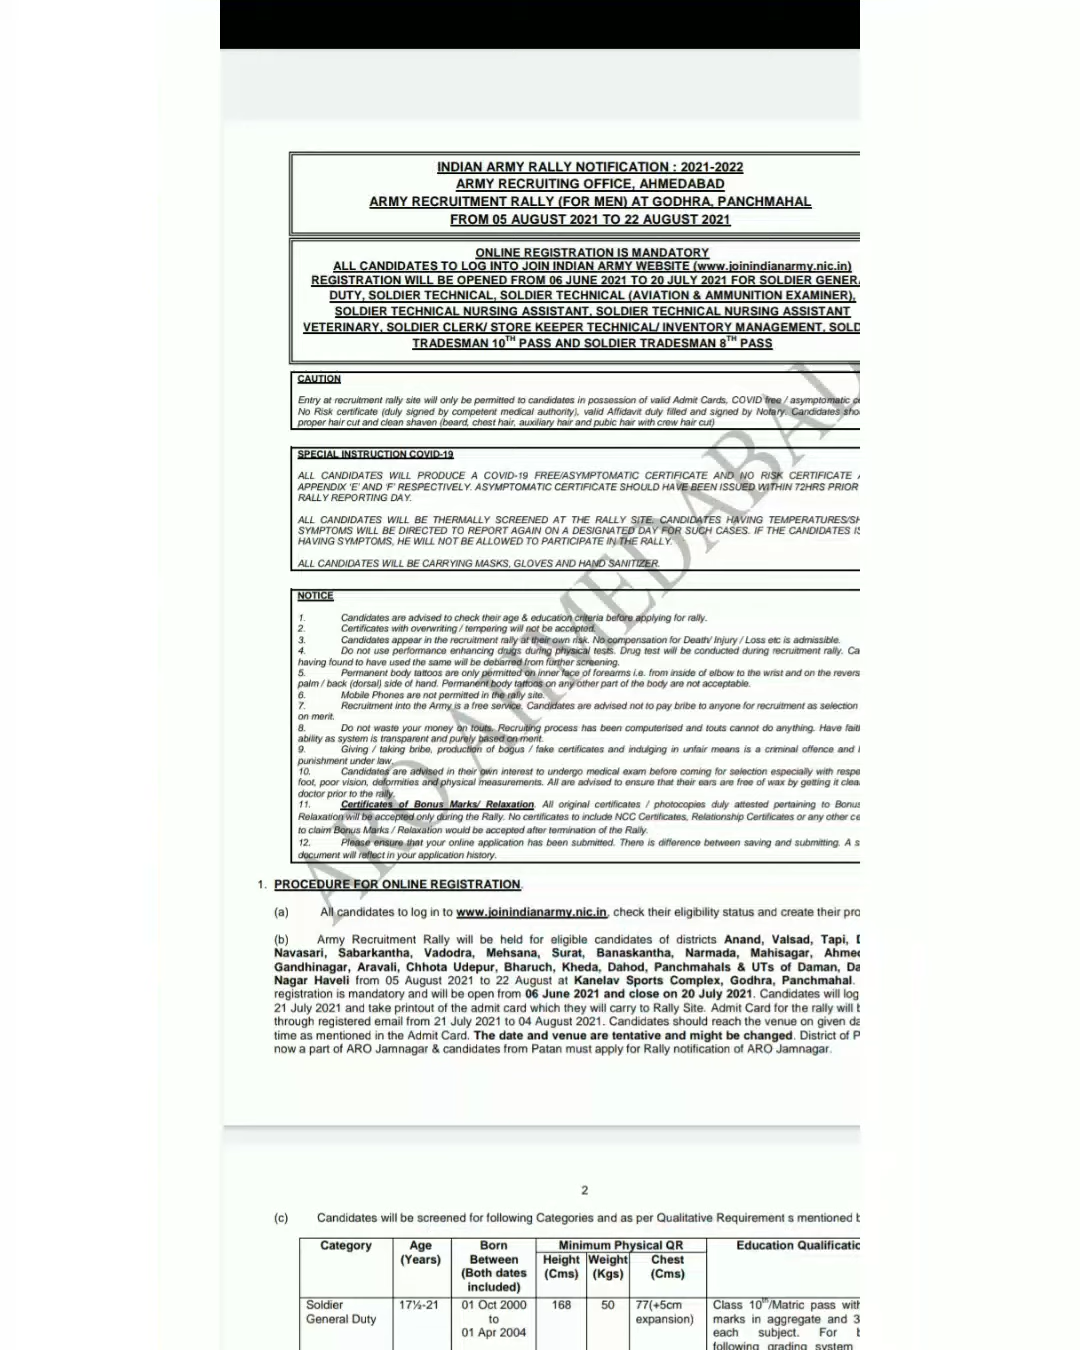 INDIAN ARMY RALLY NOTIFICATION : 2021-2022
ARMY RECRUITING OFFICE, AHMEDABAD
ARMY RECRUITMENT RALLY (FOR MEN) AT GODHRA, PANCHMAHAL
FROM 05 AUGUST 2021 TO 22 AUGUST 2021
ONLINE REGISTRATION IS MANDATORY
ALL CANDIDATES TO LOG INTO JOIN INDIAN ARMY WEBSITE (www.joinindianarmy.nic.in)
REGISTRATION WILL BE OPENED FROM 06 JUNE 2021 TO 20 JULY 2021 FOR SOLDIER GENERA
DUTY, SOLDIER TECHNICAL, SOLDIER TECHNICAL (AVIATION & AMMUNITION EXAMINER),
SOLDIER TECHNICAL NURSING ASSISTANT, SOLDIER TECHNICAL NURSING ASSISTANT
VETERINARY, SOLDIER CLERK/ STORE KEEPER TECHNICAL/ INVENTORY MANAGEMENT, SOLD
TRADESMAN 10TH PASS AND SOLDIER TRADESMAN 8TH PASS
CAUTION
Entry at recruitment rally site will only be permitted to candidates in possession of valid Admit Cards, COVID free / asymptomatic
No Risk certificate (duly signed by competent medical authority), valid Affidavit duly filled and signed by Notary. Candidates sho
proper hair cut and clean shaven (beard, chest hair, auxiliary hair and pubic hair with crew hair cut)
SPECIAL INSTRUCTION COVID-19
ALL CANDIDATES WILL PRODUCE A COVID-19 FREE/ASYMPTOMATIC CERTIFICATE AND NO RISK CERTIFICATE
APPENDIX 'E' AND 'F' RESPECTIVELY. ASYMPTOMATIC CERTIFICATE SHOULD HAVE BEEN ISSUED WITHIN 72HRS PRIOR
RALLY REPORTING DAY.
ALL CANDIDATES WILL BE THERMALLY SCREENED AT THE RALLY SITE. CANDIDATES HAVING TEMPERATURES/SH
SYMPTOMS WILL BE DIRECTED TO REPORT AGAIN ON A DESIGNATED DAY FOR SUCH CASES. IF THE CANDIDATES IS
HAVING SYMPTOMS, HE WILL NOT BE ALLOWED TO PARTICIPATE IN THE RALLY.
ALL CANDIDATES WILL BE CARRYING MASKS, GLOVES AND HAND SANITIZER.
NOTICE
1. Candidates are advised to check their age & education criteria before applying for rally.
2. Certificates with overwriting / tempering will not be accepted.
3. Candidates appear in the recruitment rally at their own risk. No compensation for Death/ Injury / Loss etc is admissible.
4. Do not use performance enhancing drugs during physical tests. Drug test will be conducted during recruitment rally. Ca
having found to have used the same will be debarred from further screening.
5. Permanent body tattoos are only permitted on inner face of forearms i.e. from inside of elbow to the wrist and on the revers
palm / back (dorsal) side of hand. Permanent body tattoos on any other part of the body are not acceptable.
6. Mobile Phones are not permitted in the rally site.
7. Recruitment into the Army is a free service. Candidates are advised not to pay bribe to anyone for recruitment as selection
on merit.
8. Do not waste your money on touts. Recruiting process has been computerised and touts cannot do anything. Have fait
ability as system is transparent and purely based on merit.
9. Giving / taking bribe, production of bogus / fake certificates and indulging in unfair means is a criminal offence and
punishment under law.
10. Candidates are advised in their own interest to undergo medical exam before coming for selection especially with respe
foot, poor vision, deformities and physical measurements. All are advised to ensure that their ears are free of wax by getting it clea
doctor prior to the rally.
11. Certificates of Bonus Marks/ Relaxation. All original certificates / photocopies duly attested pertaining to Bonus
Relaxation will be accepted only during the Rally. No certificates to include NCC Certificates, Relationship Certificates or any other ce
to claim Bonus Marks / Relaxation would be accepted after termination of the Rally.
12. Please ensure that your online application has been submitted. There is difference between saving and submitting. A s
document will reflect in your application history.
ARO AHMEDABAD
1. PROCEDURE FOR ONLINE REGISTRATION.
(a) All candidates to log in to www.joinindianarmy.nic.in, check their eligibility status and create their pro
(b) Army Recruitment Rally will be held for eligible candidates of districts Anand, Valsad, Tapi, D
Navasari, Sabarkantha, Vadodra, Mehsana, Surat, Banaskantha, Narmada, Mahisagar, Ahmed
Gandhinagar, Aravali, Chhota Udepur, Bharuch, Kheda, Dahod, Panchmahals & UTs of Daman, Da
Nagar Haveli from 05 August 2021 to 22 August at Kanelav Sports Complex, Godhra, Panchmahal.
registration is mandatory and will be open from 06 June 2021 and close on 20 July 2021. Candidates will log
21 July 2021 and take printout of the admit card which they will carry to Rally Site. Admit Card for the rally will b
through registered email from 21 July 2021 to 04 August 2021. Candidates should reach the venue on given da
time as mentioned in the Admit Card. The date and venue are tentative and might be changed. District of P
now a part of ARO Jamnagar & candidates from Patan must apply for Rally notification of ARO Jamnagar.
2
(c) Candidates will be screened for following Categories and as per Qualitative Requirement s mentioned b
Category Age (Years) Born Between (Both dates included) Minimum Physical QR Education Qualificatio
Height (Cms) Weight (Kgs) Chest (Cms)
Soldier 17½-21 01 Oct 2000 168 50 77(+5cm Class 10th/Matric pass with
General Duty to expansion) marks in aggregate and 3
01 Apr 2004 each subject. For b
following grading system